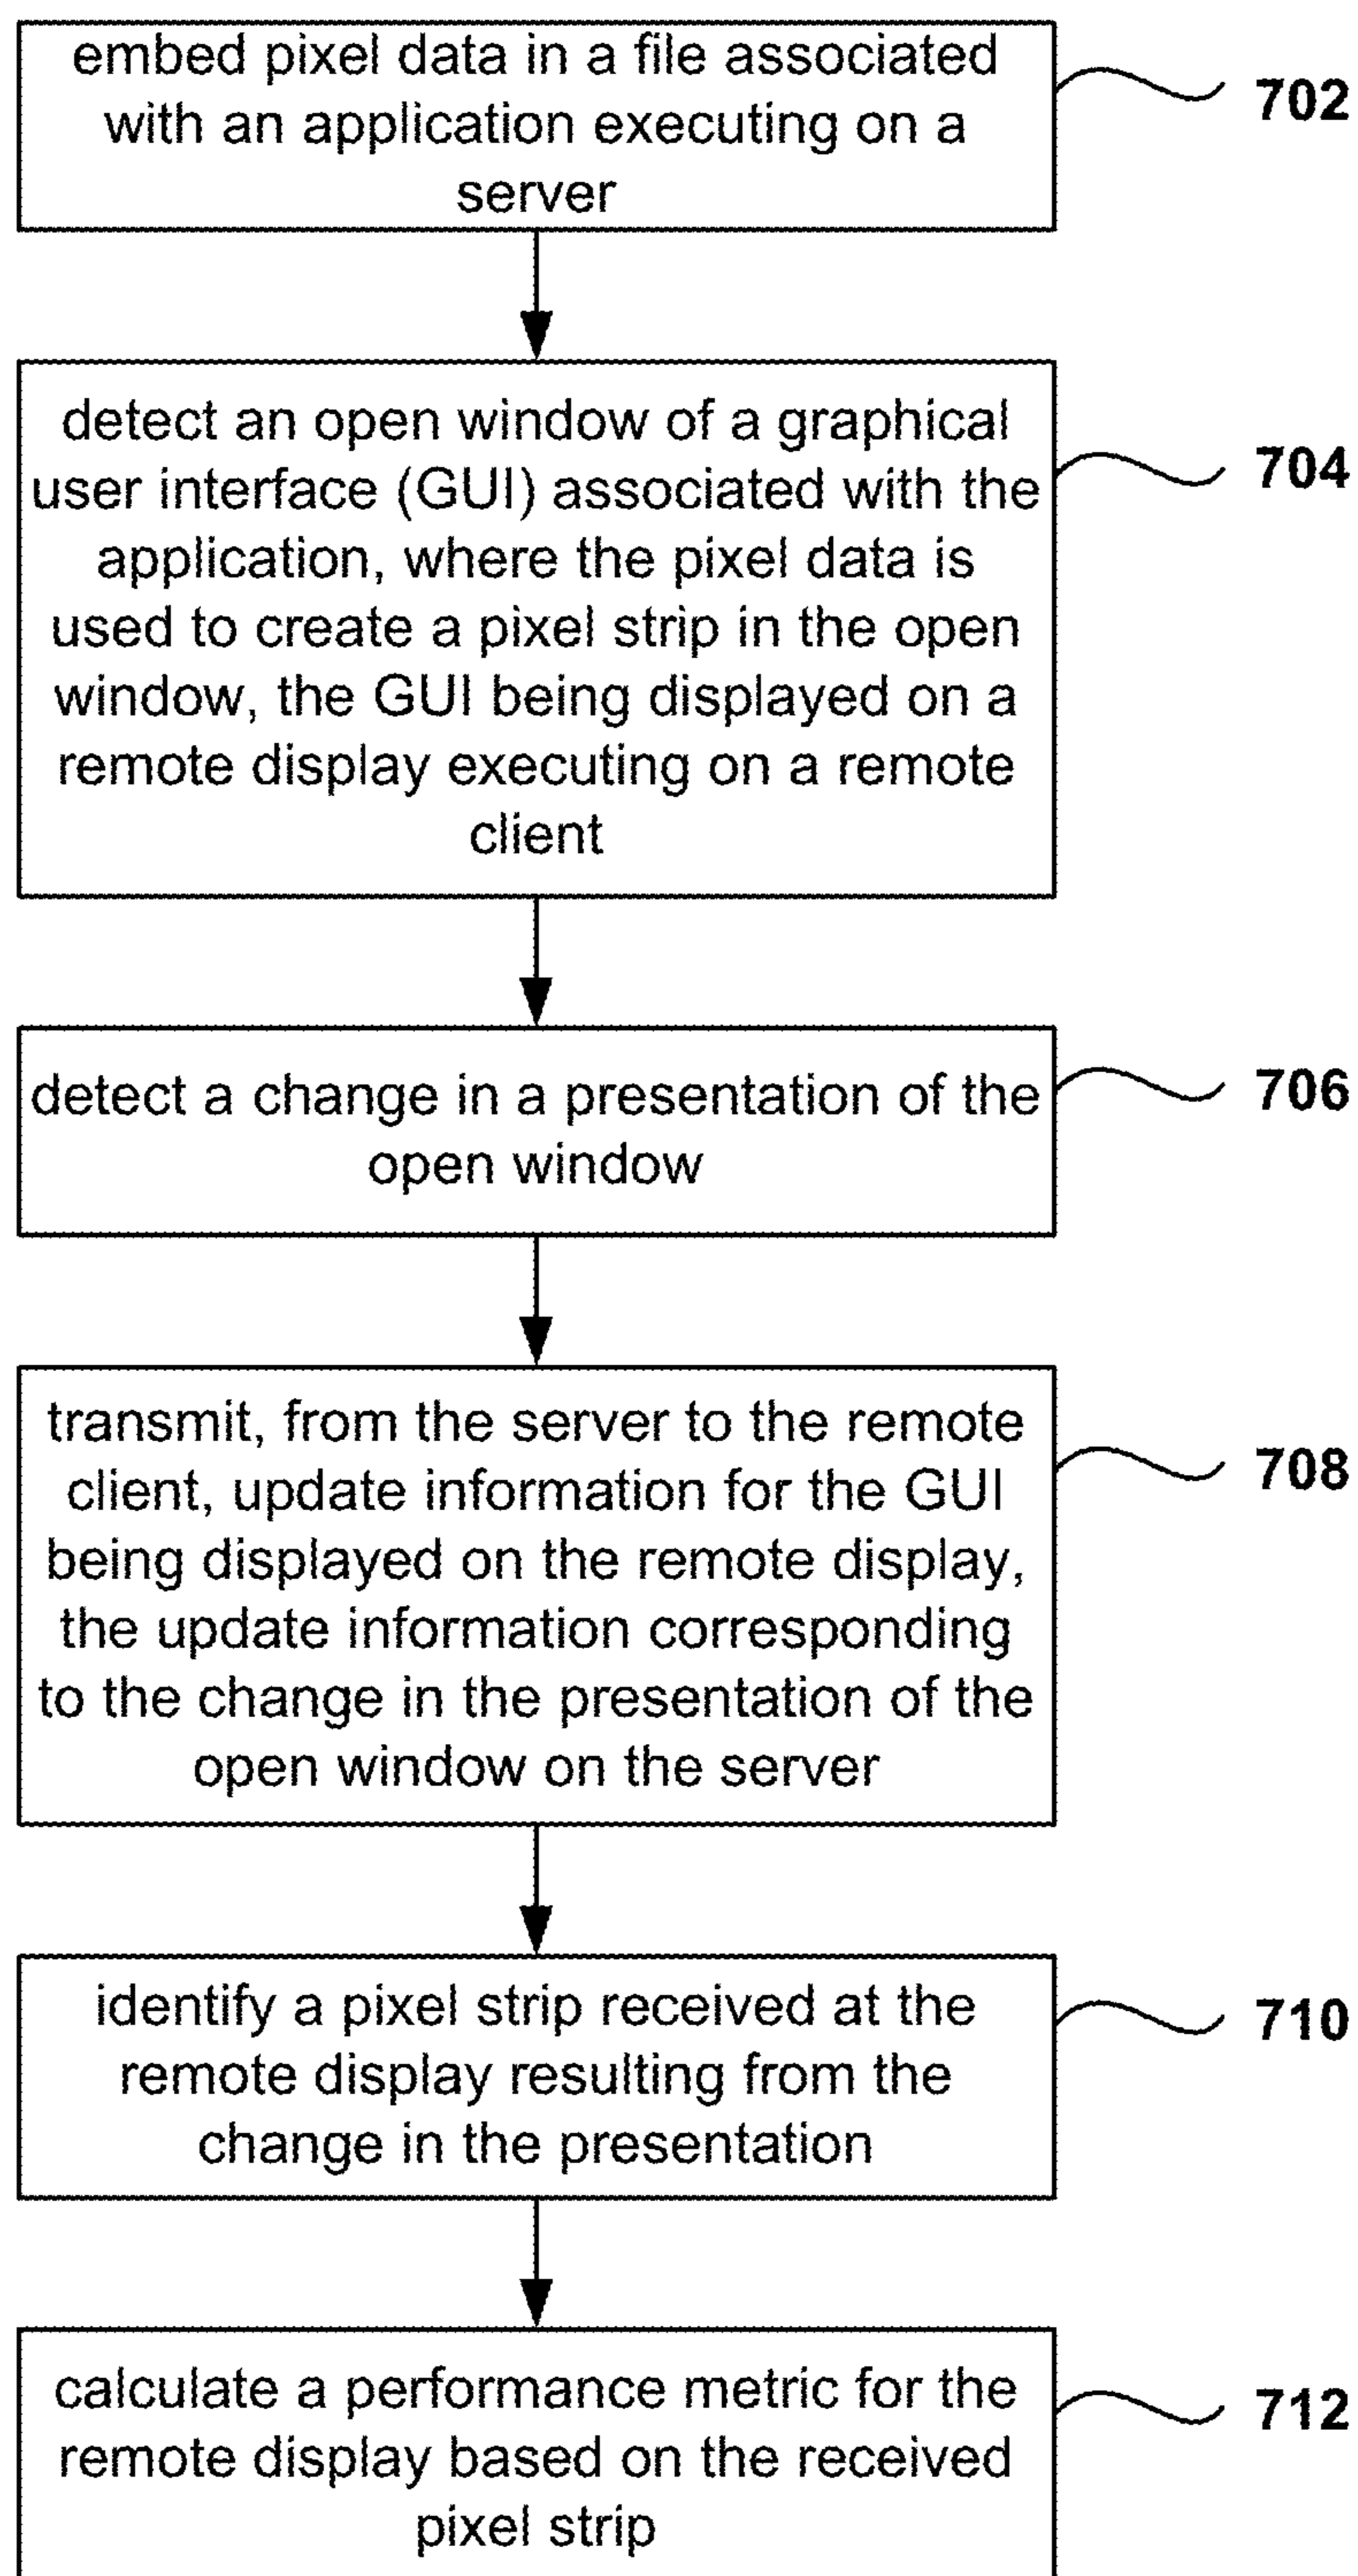 embed pixel data in a file associated
with an application executing on a
server
702
detect an open window of a graphical
user interface (GUI) associated with the
application, where the pixel data is
used to create a pixel strip in the open
window, the GUI being displayed on a
remote display executing on a remote
client
704
detect a change in a presentation of the
open window
706
transmit, from the server to the remote
client, update information for the GUI
being displayed on the remote display,
the update information corresponding
to the change in the presentation of the
open window on the server
708
identify a pixel strip received at the
remote display resulting from the
change in the presentation
710
calculate a performance metric for the
remote display based on the received
pixel strip
712